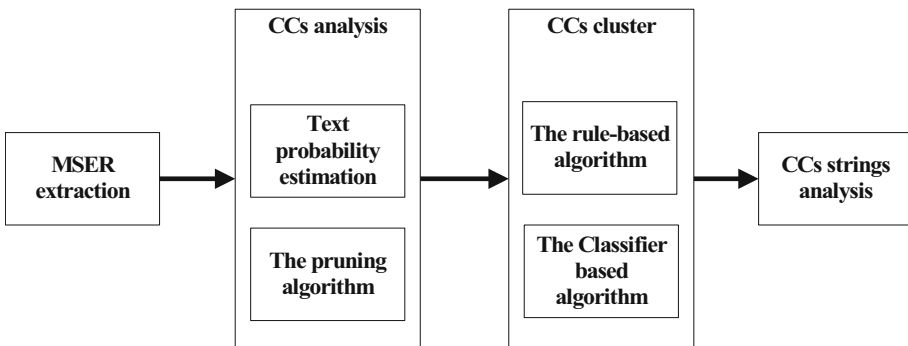 MSER
extraction
CCs analysis
Text
probability
estimation
The pruning
algorithm
CCs cluster
The rule-based
algorithm
The Classifier
based
algorithm
CCs strings
analysis